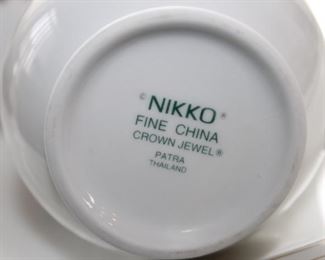 © NIKKO ®
FINE CHINA
CROWN JEWEL®
PATRA
THAILAND